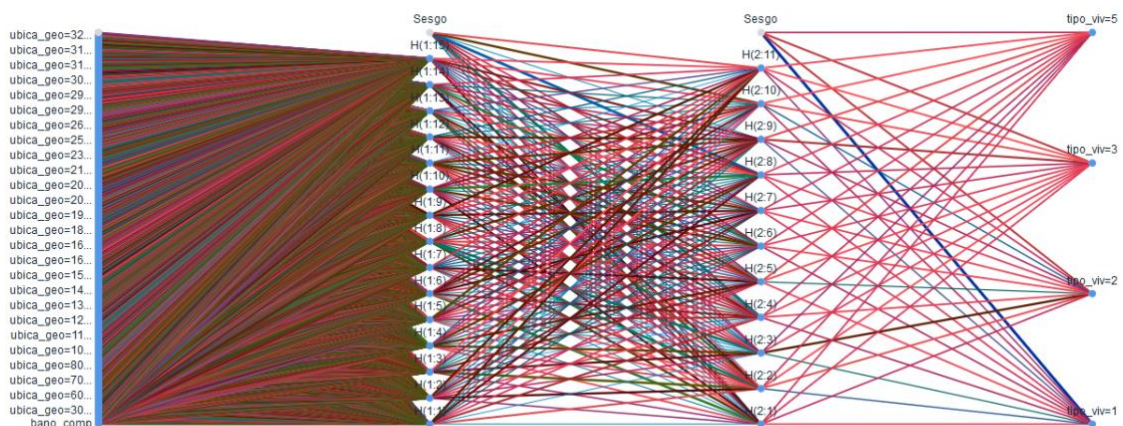 Sesgo
Sesgo
tipo_viv=5
ubica_geo=32...
ubica_geo=31...
ubica_geo=31...
ubica_geo=30...
ubica_geo=29...
ubica_geo=29...
ubica_geo=26...
ubica_geo=25...
ubica_geo=23...
ubica_geo=21...
ubica_geo=20...
ubica_geo=20...
ubica_geo=19...
ubica_geo=18...
ubica_geo=16...
ubica_geo=16...
ubica_geo=15...
ubica_geo=14...
ubica_geo=13...
ubica_geo=12...
ubica_geo=11...
ubica_geo=10...
ubica_geo=80...
ubica_geo=70...
ubica_geo=60...
ubica_geo=30...
bano_comp
H(1:15)
H(1:14)
H(1:13)
H(1:12)
H(1:11)
H(1:10)
H(1:9)
H(1:8)
H(1:7)
H(1:6)
H(1:5)
H(1:4)
H(1:3)
H(1:2)
H(1:1)
H(2:11)
H(2:10)
H(2:9)
H(2:8)
H(2:7)
H(2:6)
H(2:5)
H(2:4)
H(2:3)
H(2:2)
H(2:1)
tipo_viv=3
tipo_viv=2
tipo_viv=1